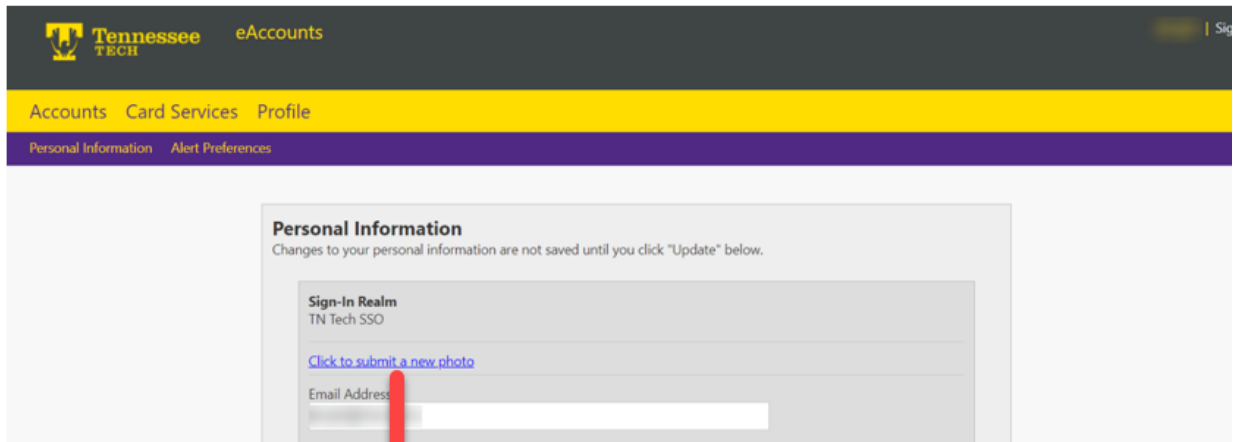 Tennessee
TECH
eAccounts
| Sig
Accounts Card Services Profile
Personal Information Alert Preferences
Personal Information
Changes to your personal information are not saved until you click "Update" below.
Sign-In Realm
TN Tech SSO
Click to submit a new photo
Email Address